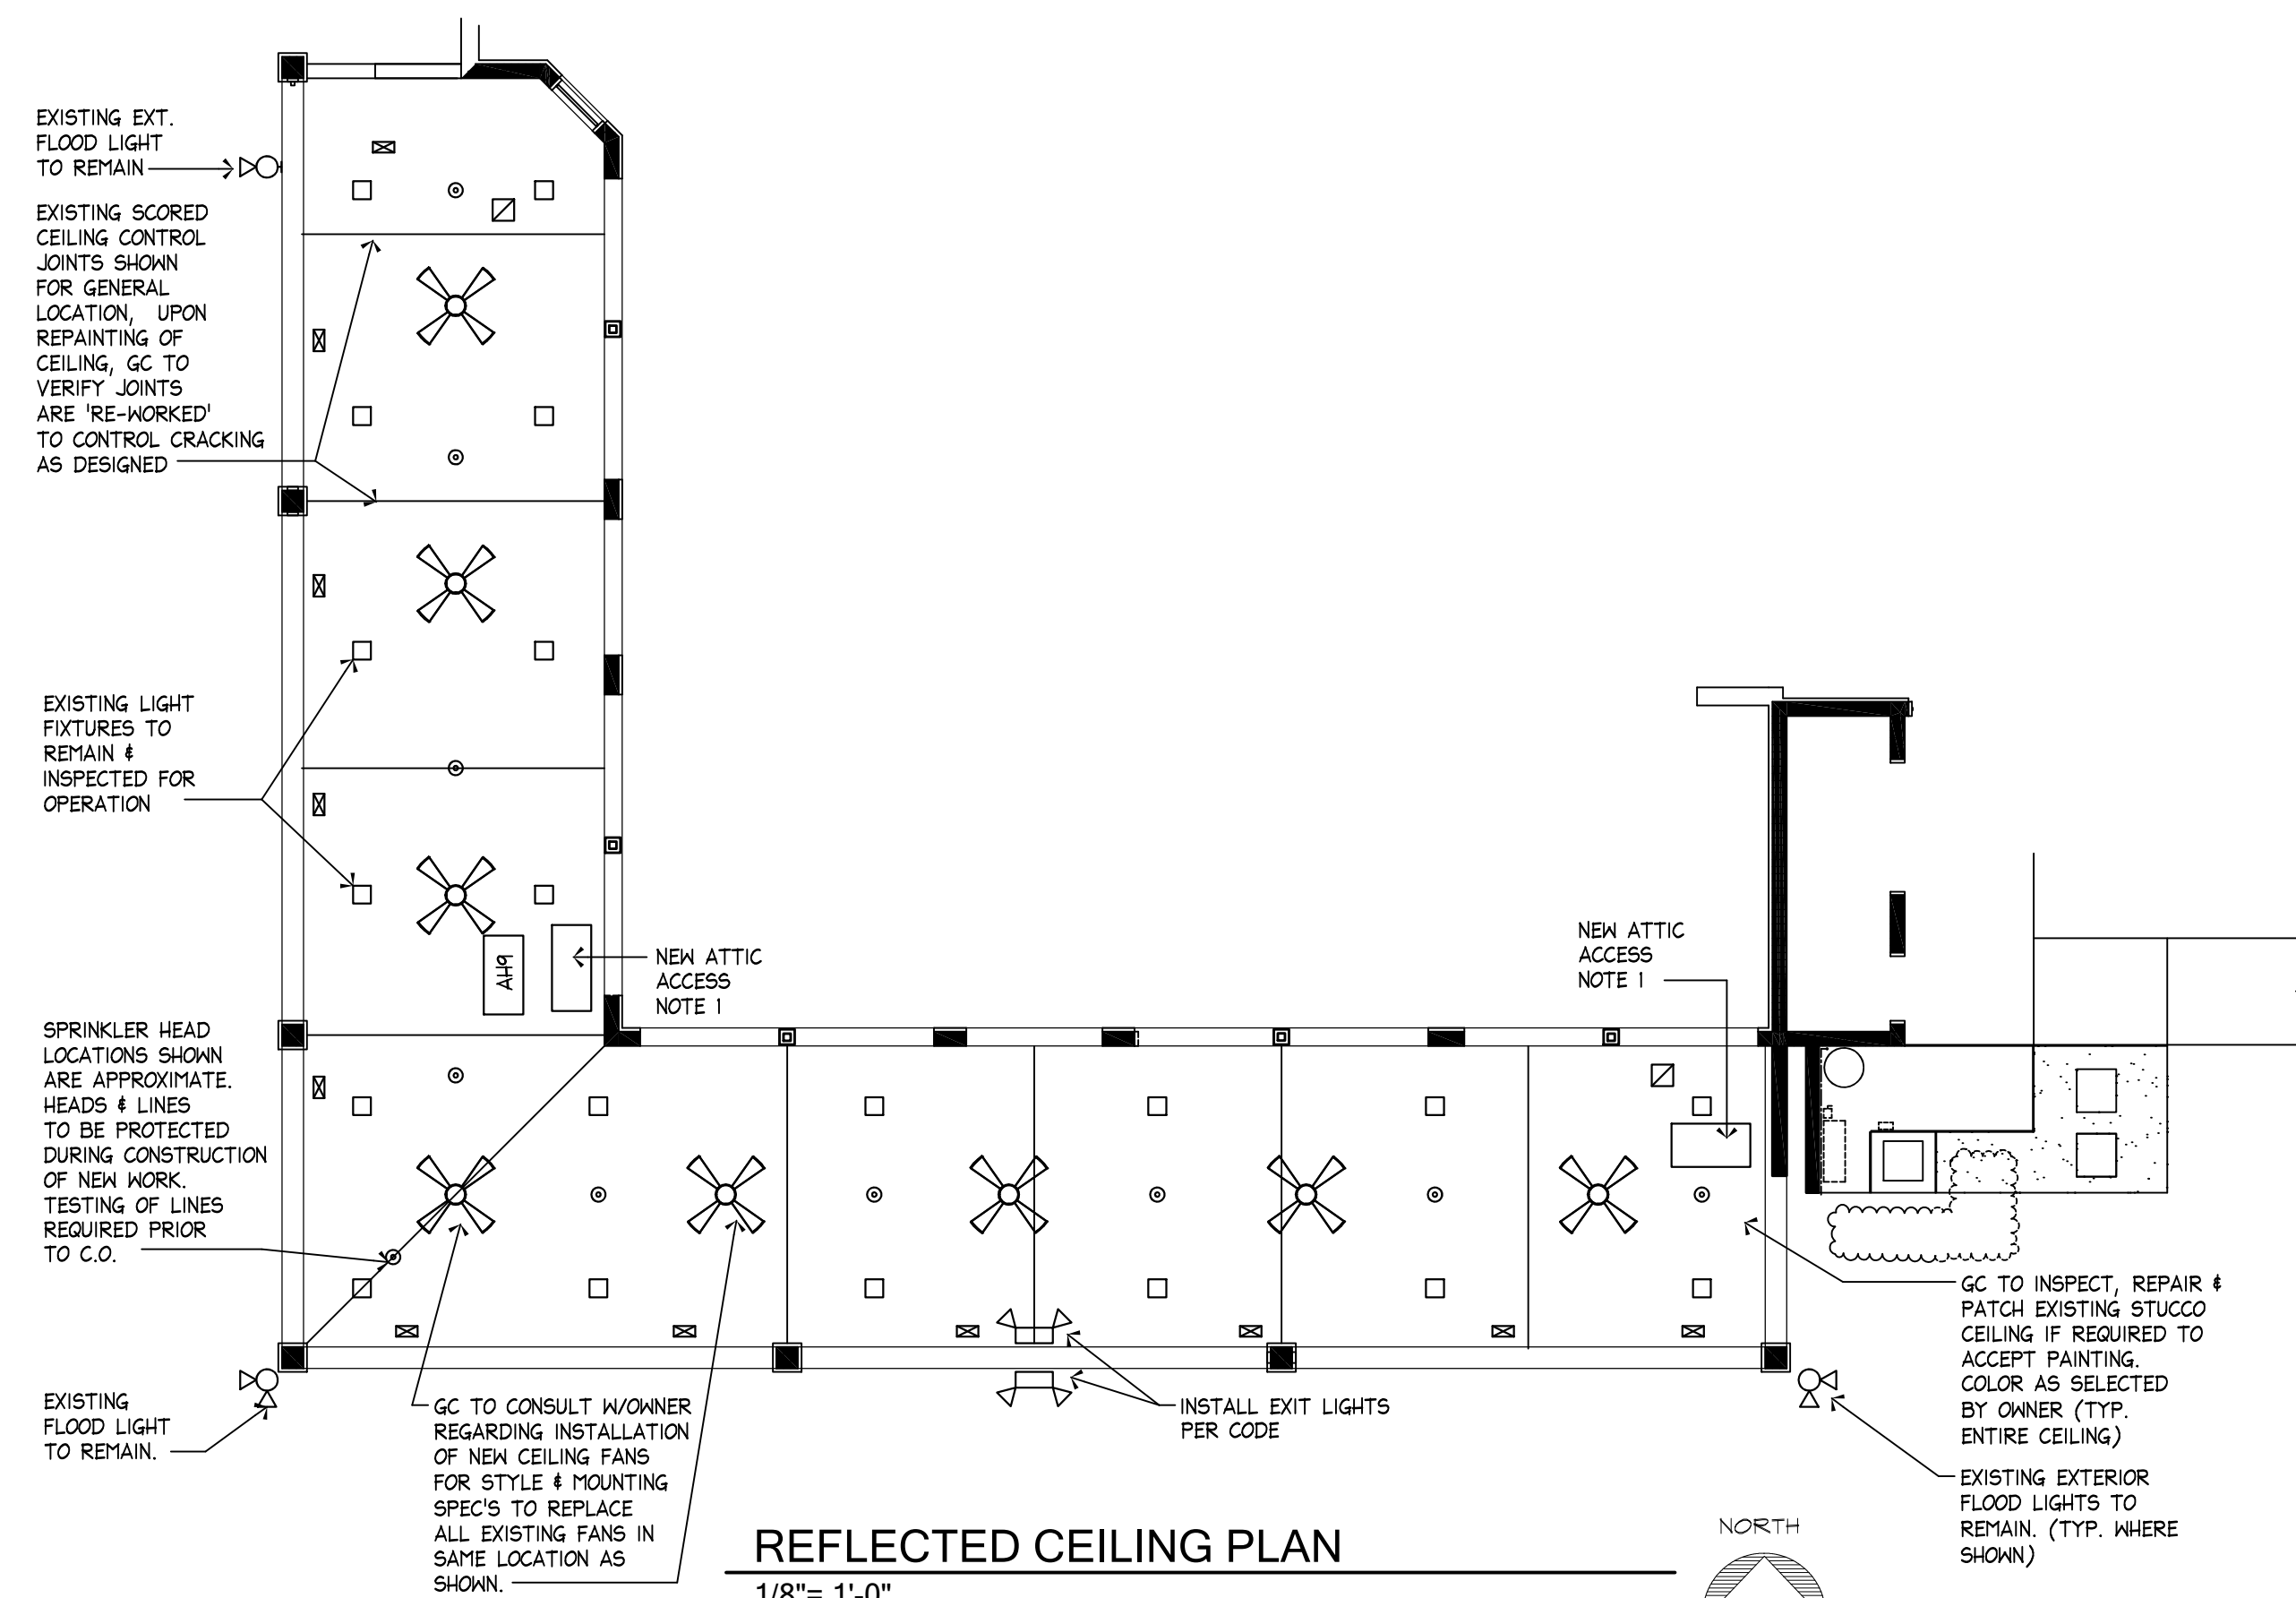 EXISTING EXT.
FLOOD LIGHT
TO REMAIN
EXISTING SCORED
CEILING CONTROL
JOINTS SHOWN
FOR GENERAL
LOCATION, UPON
REPAINTING OF
CEILING, GC TO
VERIFY JOINTS
ARE 'RE-WORKED'
TO CONTROL CRACKING
AS DESIGNED
EXISTING LIGHT
FIXTURES TO
REMAIN &
INSPECTED FOR
OPERATION
AH9
NEW ATTIC
ACCESS
NOTE 1
NEW ATTIC
ACCESS
NOTE 1
SPRINKLER HEAD
LOCATIONS SHOWN
ARE APPROXIMATE.
HEADS & LINES
TO BE PROTECTED
DURING CONSTRUCTION
OF NEW WORK.
TESTING OF LINES
REQUIRED PRIOR
TO C.O.
EXISTING
FLOOD LIGHT
TO REMAIN.
GC TO CONSULT W/OWNER
REGARDING INSTALLATION
OF NEW CEILING FANS
FOR STYLE & MOUNTING
SPEC'S TO REPLACE
ALL EXISTING FANS IN
SAME LOCATION AS
SHOWN.
INSTALL EXIT LIGHTS
PER CODE
GC TO INSPECT, REPAIR &
PATCH EXISTING STUCCO
CEILING IF REQUIRED TO
ACCEPT PAINTING.
COLOR AS SELECTED
BY OWNER (TYP.
ENTIRE CEILING)
EXISTING EXTERIOR
FLOOD LIGHTS TO
REMAIN. (TYP. WHERE
SHOWN)
REFLECTED CEILING PLAN
1/8"= 1'-0"
NORTH